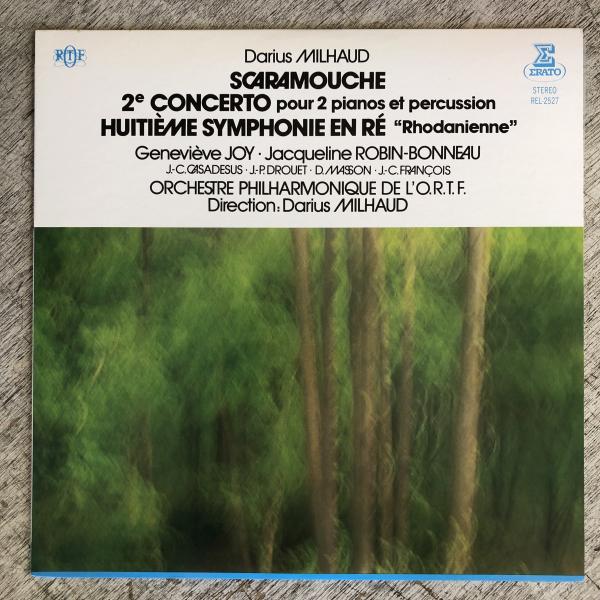 Darius MILHAUD
SCARAMOUCHE
2e CONCERTO pour 2 pianos et percussion
HUITIÈME SYMPHONIE EN RÉ “Rhodanienne”
Geneviève JOY · Jacqueline ROBIN-BONNEAU
J.-C. CASADESUS · J.-P. DROUET · D. MASSON · J.-C. FRANÇOIS
ORCHESTRE PHILHARMONIQUE DE L'O.R.T.F.
Direction: Darius MILHAUD
ORTF
E
ERATO
STEREO
REL-2527